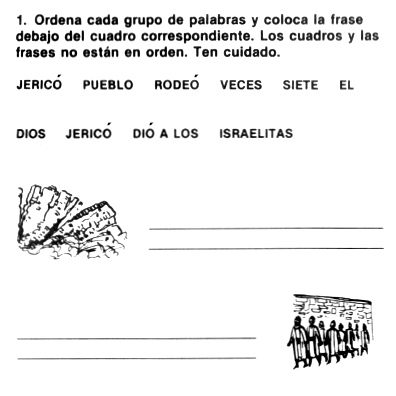 1. Ordena cada grupo de palabras y coloca la frase
debajo del cuadro correspondiente. Los cuadros y las
frases no están en orden. Ten cuidado.
JERICÓ PUEBLO RODEÓ VECES SIETE EL
DIOS JERICÓ DIÓ A LOS ISRAELITAS